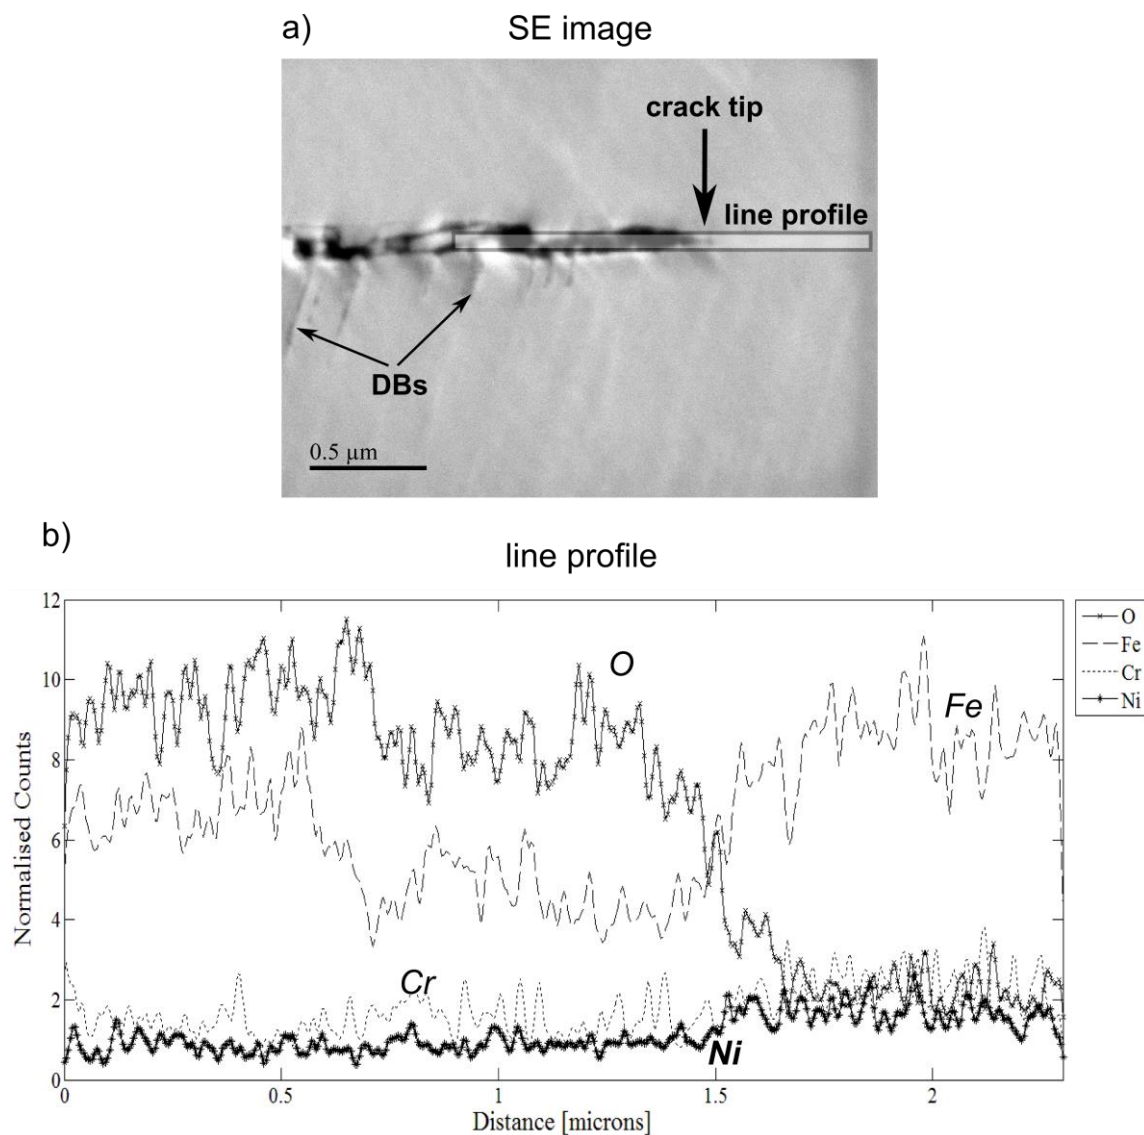 a) SE image
crack tip
line profile
DBs
0.5 µm
b) line profile
12
10
8
6
4
2
0
Normalised Counts
O
Fe
Cr
Ni
O
Fe
Cr
Ni
0 0.5 1 1.5 2
Distance [microns]